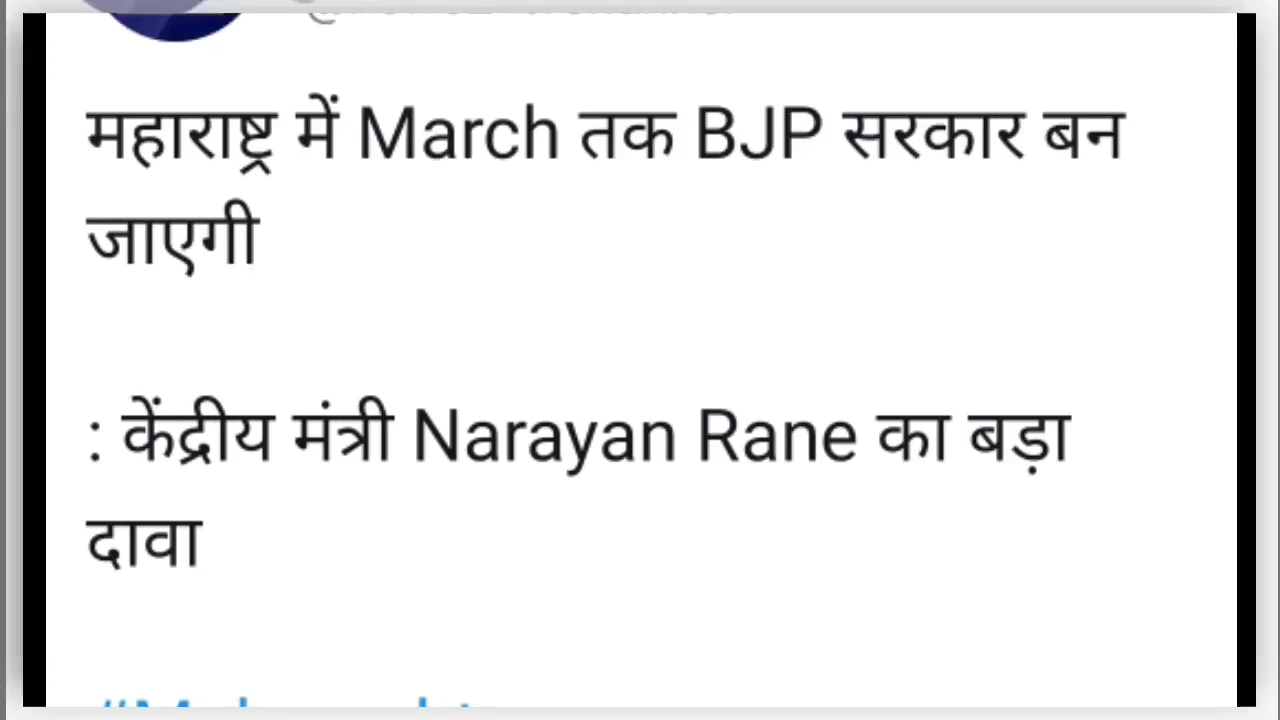 महाराष्ट्र में March तक BJP सरकार बन
जाएगी
: केंद्रीय मंत्री Narayan Rane का बड़ा
दावा